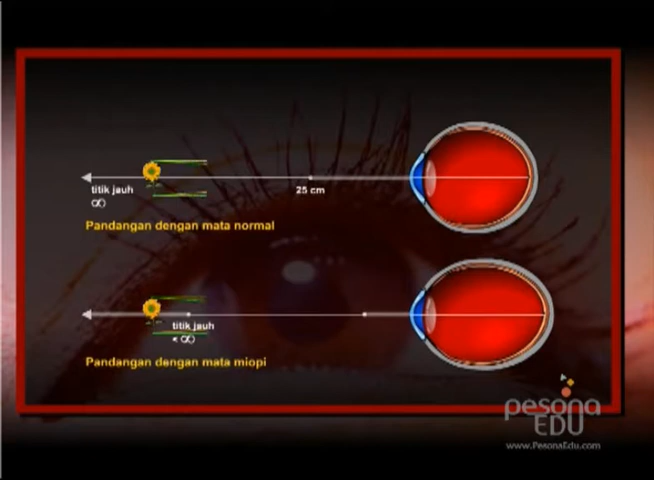 titik jauh
∞
25 cm
Pandangan dengan mata normal
titik jauh
< ∞
Pandangan dengan mata miopi
pesona
EDU
www.PesonaEdu.com